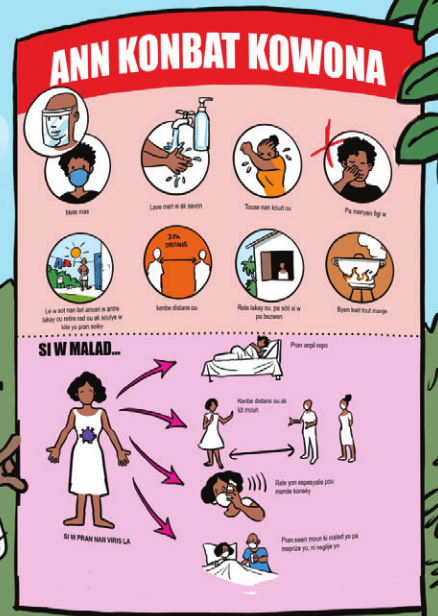 ANN KONBAT KOWONA
Mete mas
Lave men w ak savon
Touse nan koud ou
Pa manyen figi w
Lè w sot nan lari anvan w antre
lakay ou retire rad ou ak soulye w
kite yo pran solèy
DISTANS
kenbe distans ou
Rete lakay ou pa sòti si w
pa bezwen
Byen kwit tout manje
SI W MALAD...
Pran anpil repo
Kenbe distans ou ak
lòt moun
Rele yon espesyalis pou
mande konsèy
Pran swen moun ki malad yo pa
meprize yo, ni neglije yo
SI W PRAN NAN VIRIS LA